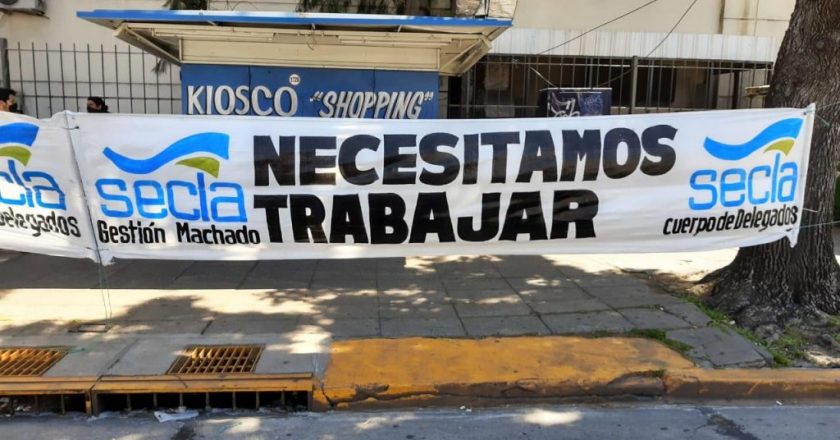 KIOSCO "SHOPPING"
secla
Delegados
secla
Gestión Machado
NECESITAMOS
TRABAJAR
secla
Cuerpo de Delegados